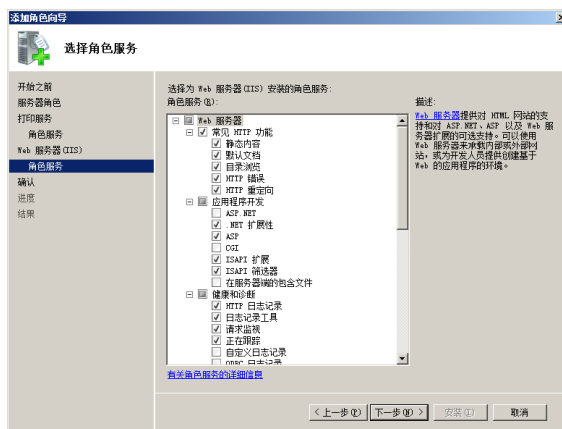 添加角色向导
选择角色服务
开始之前
服务器角色
打印服务
角色服务
Web 服务器(IIS)
角色服务
确认
进度
结果
选择为 Web 服务器(IIS) 安装的角色服务:
角色服务(R):
Web 服务器
常见 HTTP 功能
静态内容
默认文档
目录浏览
HTTP 错误
HTTP 重定向
应用程序开发
ASP.NET
.NET 扩展性
ASP
CGI
ISAPI 扩展
ISAPI 筛选器
在服务器端的包含文件
健康和诊断
HTTP 日志记录
日志记录工具
请求监视
正在跟踪
自定义日志记录
ODBC 日志记录
有关角色服务的详细信息
描述:
Web 服务器提供对 HTML 网站的支
持和对 ASP.NET、ASP 以及 Web 服
务器扩展的可选支持。可以使用
Web 服务器来承载内部或外部网
站，或为开发人员提供创建基于
Web 的应用程序的环境。
< 上一步(P)
下一步(N) >
安装(I)
取消